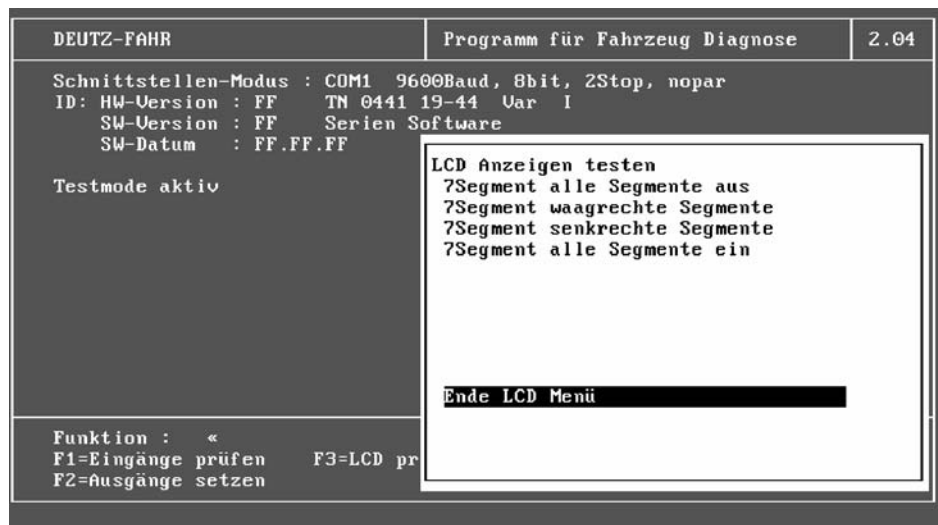 DEUTZ-FAHR
Programm für Fahrzeug Diagnose
2.04
Schnittstellen-Modus : COM1 9600Baud, 8bit, 2Stop, nopar
ID: HW-Version : FF TN 0441 19-44 Var I
SW-Version : FF Serien Software
SW-Datum : FF.FF.FF
Testmode aktiv
LCD Anzeigen testen
7Segment alle Segmente aus
7Segment waagrechte Segmente
7Segment senkrechte Segmente
7Segment alle Segmente ein
Ende LCD Menü
Funktion : «
F1=Eingänge prüfen F3=LCD pr
F2=Ausgänge setzen